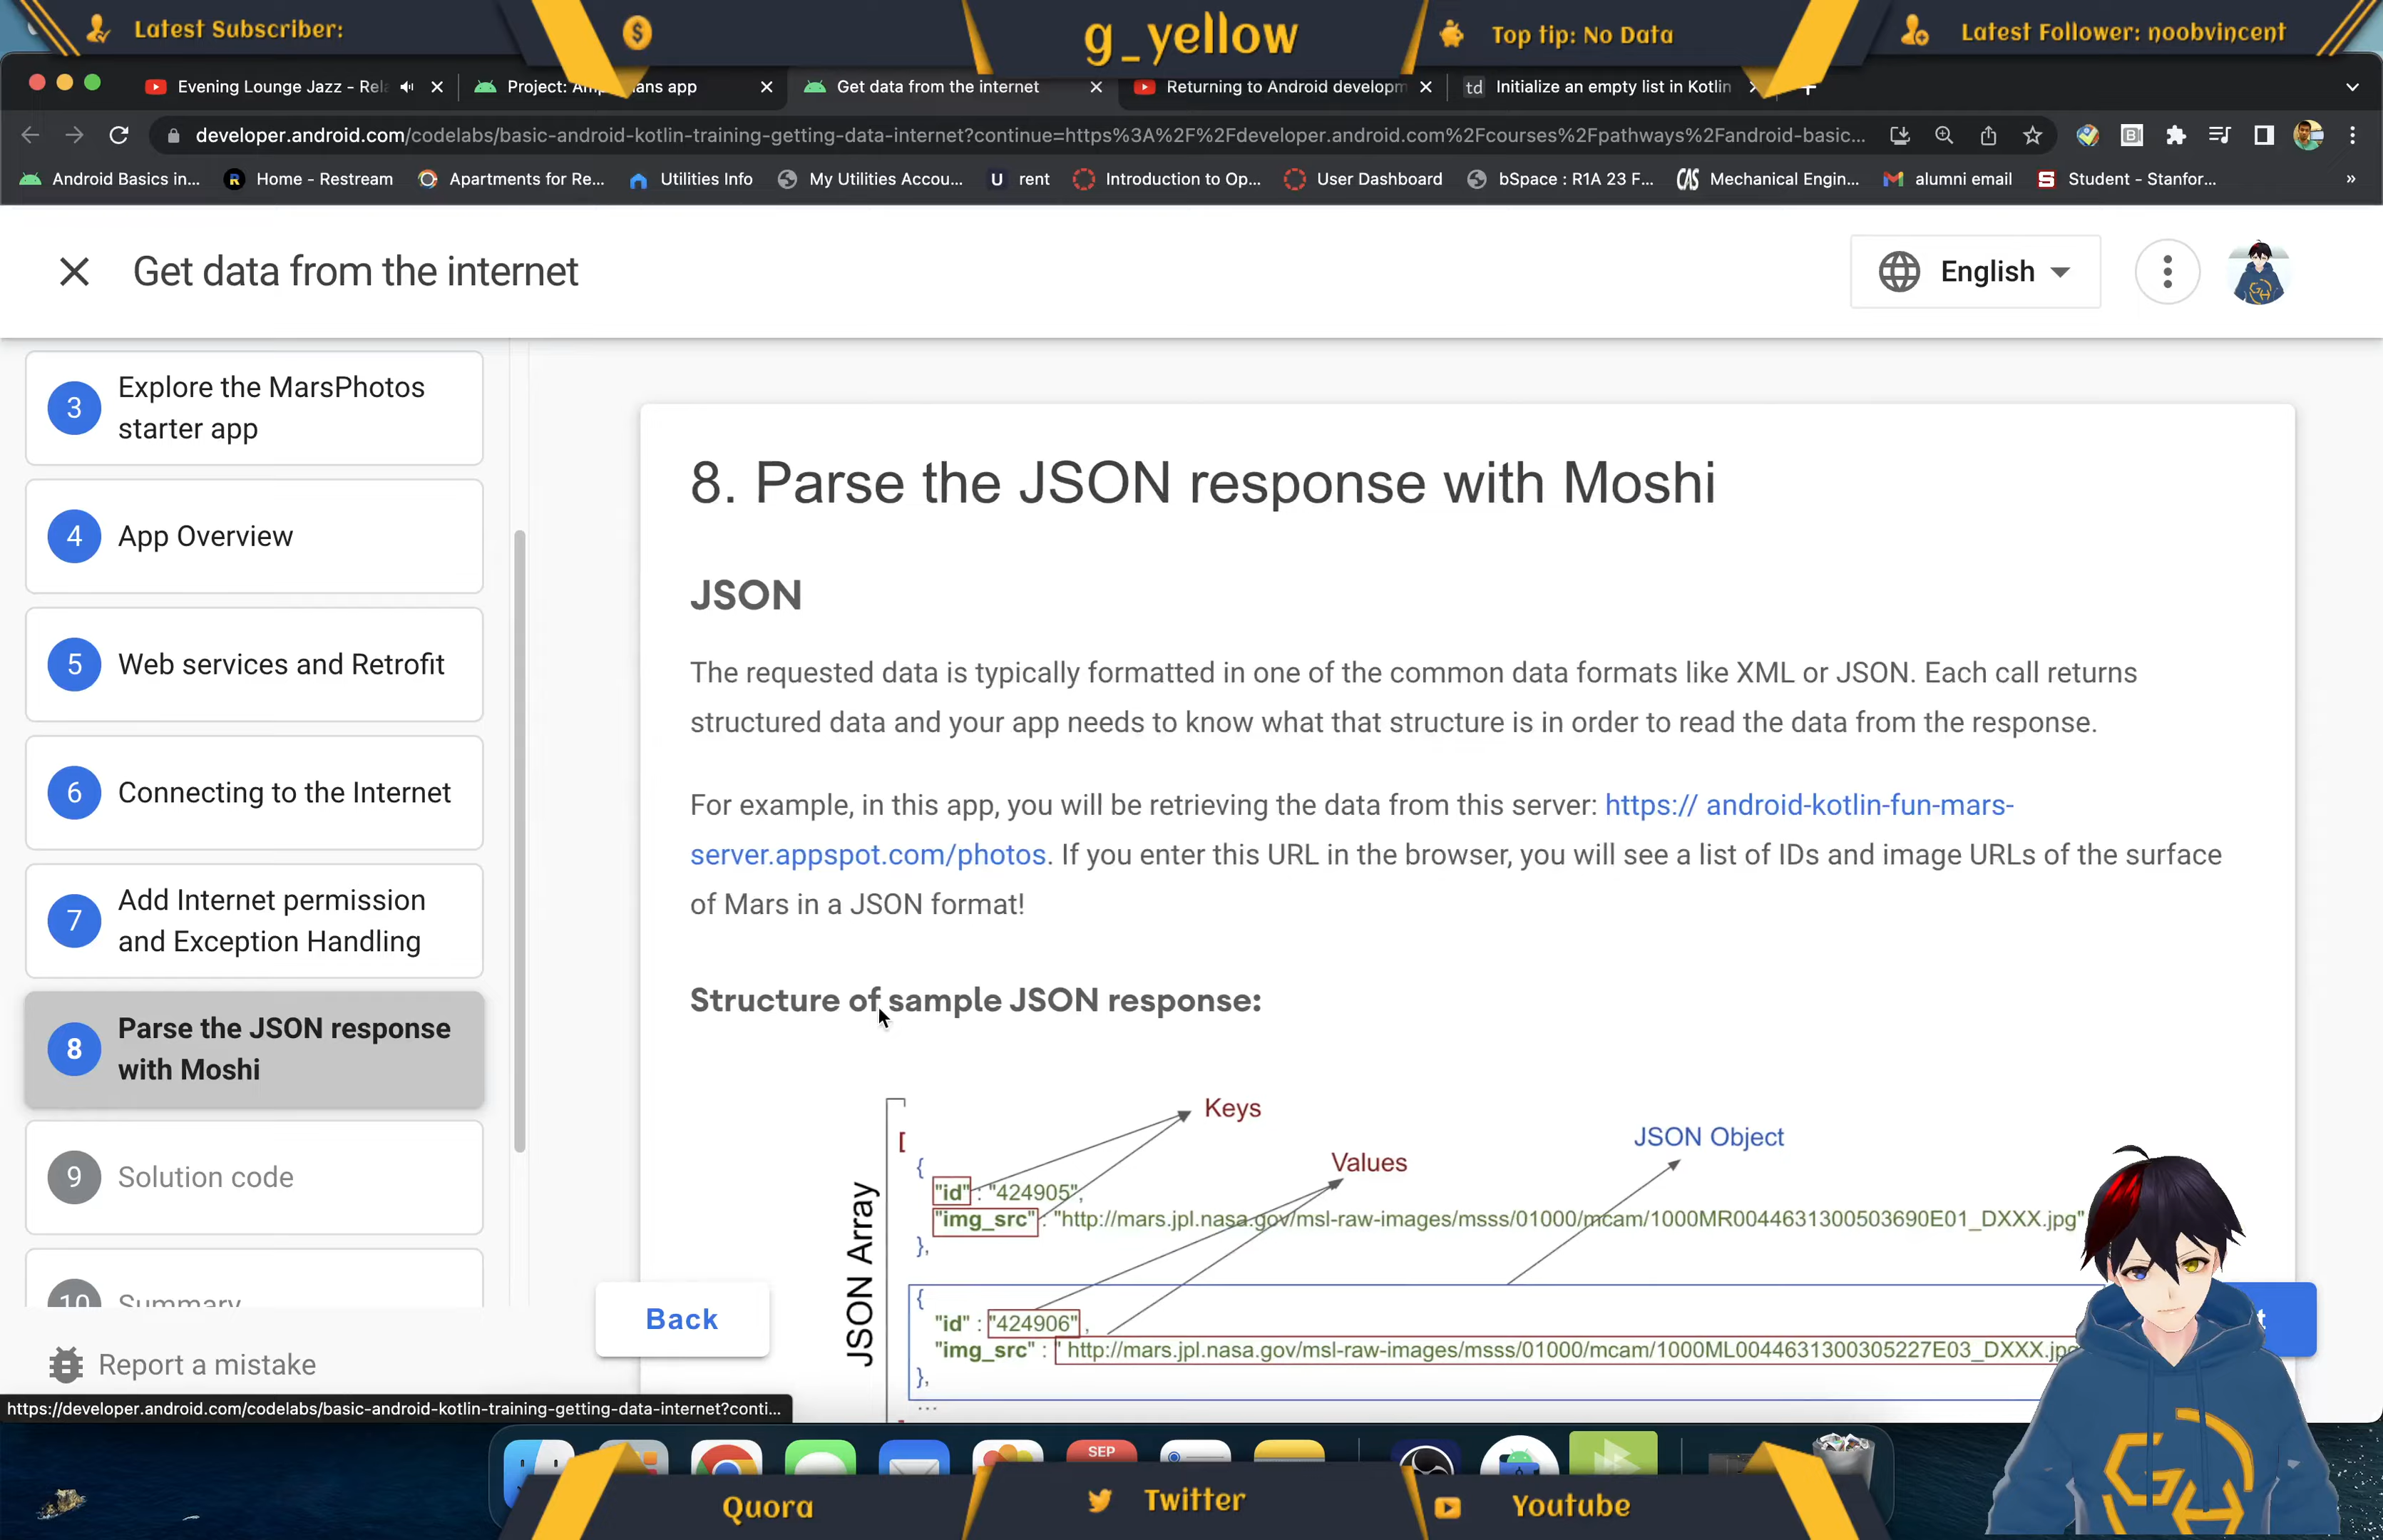 Latest Subscriber:
g_yellow
Top tip: No Data
Latest Follower: noobvincent
Evening Lounge Jazz - Rela
Project: Amp ans app
Get data from the internet
Returning to Android developm
td Initialize an empty list in Kotlin
developer.android.com/codelabs/basic-android-kotlin-training-getting-data-internet?continue=https%3A%2F%2Fdeveloper.android.com%2Fcourses%2Fpathways%2Fandroid-basic...
Android Basics in...
R Home - Restream
Apartments for Re...
Utilities Info
My Utilities Accou...
U rent
Introduction to Op...
User Dashboard
bSpace : R1A 23 F...
CAS Mechanical Engin...
alumni email
S Student - Stanfor...
»
Get data from the internet
English
3 Explore the MarsPhotos
starter app
4 App Overview
5 Web services and Retrofit
6 Connecting to the Internet
7 Add Internet permission
and Exception Handling
8 Parse the JSON response
with Moshi
9 Solution code
10 Summary
Report a mistake
8. Parse the JSON response with Moshi
JSON
The requested data is typically formatted in one of the common data formats like XML or JSON. Each call returns
structured data and your app needs to know what that structure is in order to read the data from the response.
For example, in this app, you will be retrieving the data from this server: https:// android-kotlin-fun-mars-
server.appspot.com/photos. If you enter this URL in the browser, you will see a list of IDs and image URLs of the surface
of Mars in a JSON format!
Structure of sample JSON response:
Keys
Values
JSON Object
JSON Array
[
{
"id" : "424905",
"img_src" : "http://mars.jpl.nasa.gov/msl-raw-images/msss/01000/mcam/1000MR0044631300503690E01_DXXX.jpg"
},
{
"id" : "424906",
"img_src" : " http://mars.jpl.nasa.gov/msl-raw-images/msss/01000/mcam/1000ML0044631300305227E03_DXXX.jpg
},
...
Back
https://developer.android.com/codelabs/basic-android-kotlin-training-getting-data-internet?conti...
SEP
Quora
Twitter
Youtube